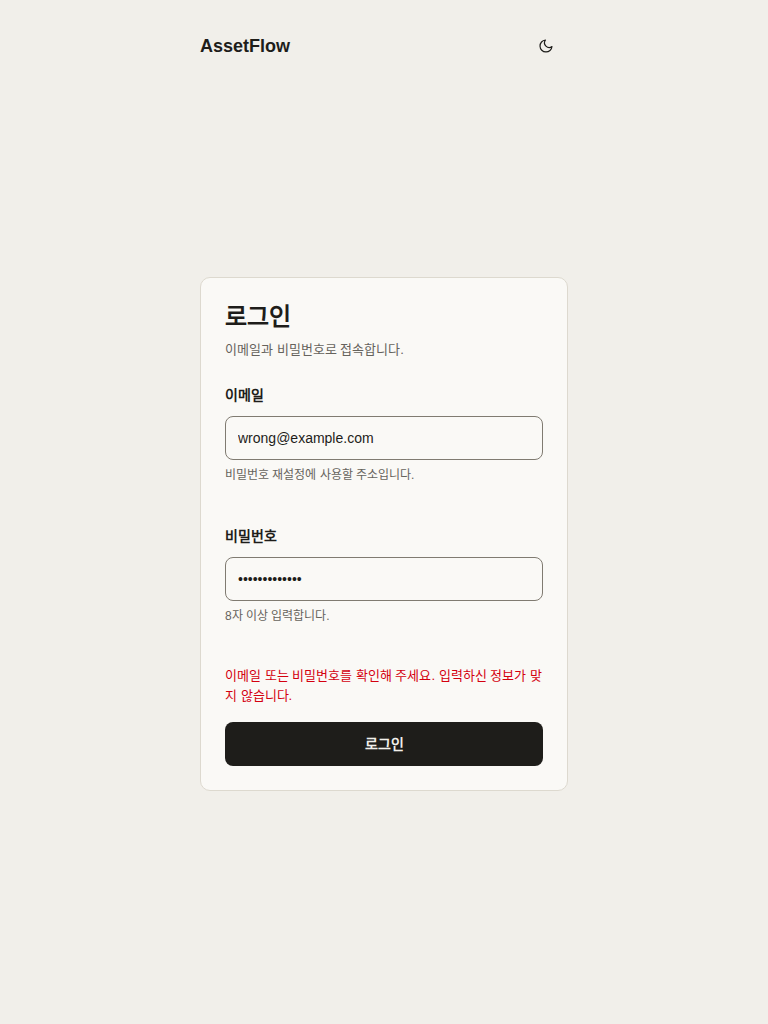 AssetFlow
로그인
이메일과 비밀번호로 접속합니다.
이메일
wrong@example.com
비밀번호 재설정에 사용할 주소입니다.
비밀번호
•••••••••••••
8자 이상 입력합니다.
이메일 또는 비밀번호를 확인해 주세요. 입력하신 정보가 맞
지 않습니다.
로그인